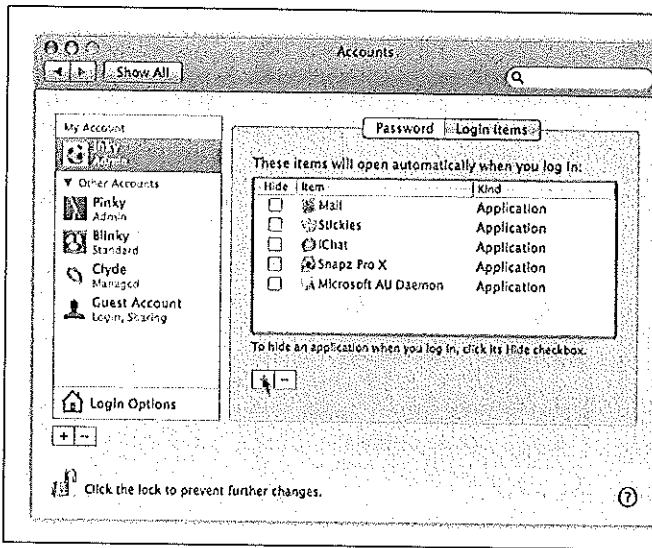 Accounts
Show All
My Account
Inky
Admin
Other Accounts
Pinky
Admin
Blinky
Standard
Clyde
Managed
Guest Account
Login, Sharing
Login Options
+ −
Password Login Items
These items will open automatically when you log in:
Hide Item Kind
Mail Application
Stickies Application
iChat Application
Snapz Pro X Application
Microsoft AU Daemon Application
To hide an application when you log in, click its Hide checkbox.
+ −
Click the lock to prevent further changes.
?